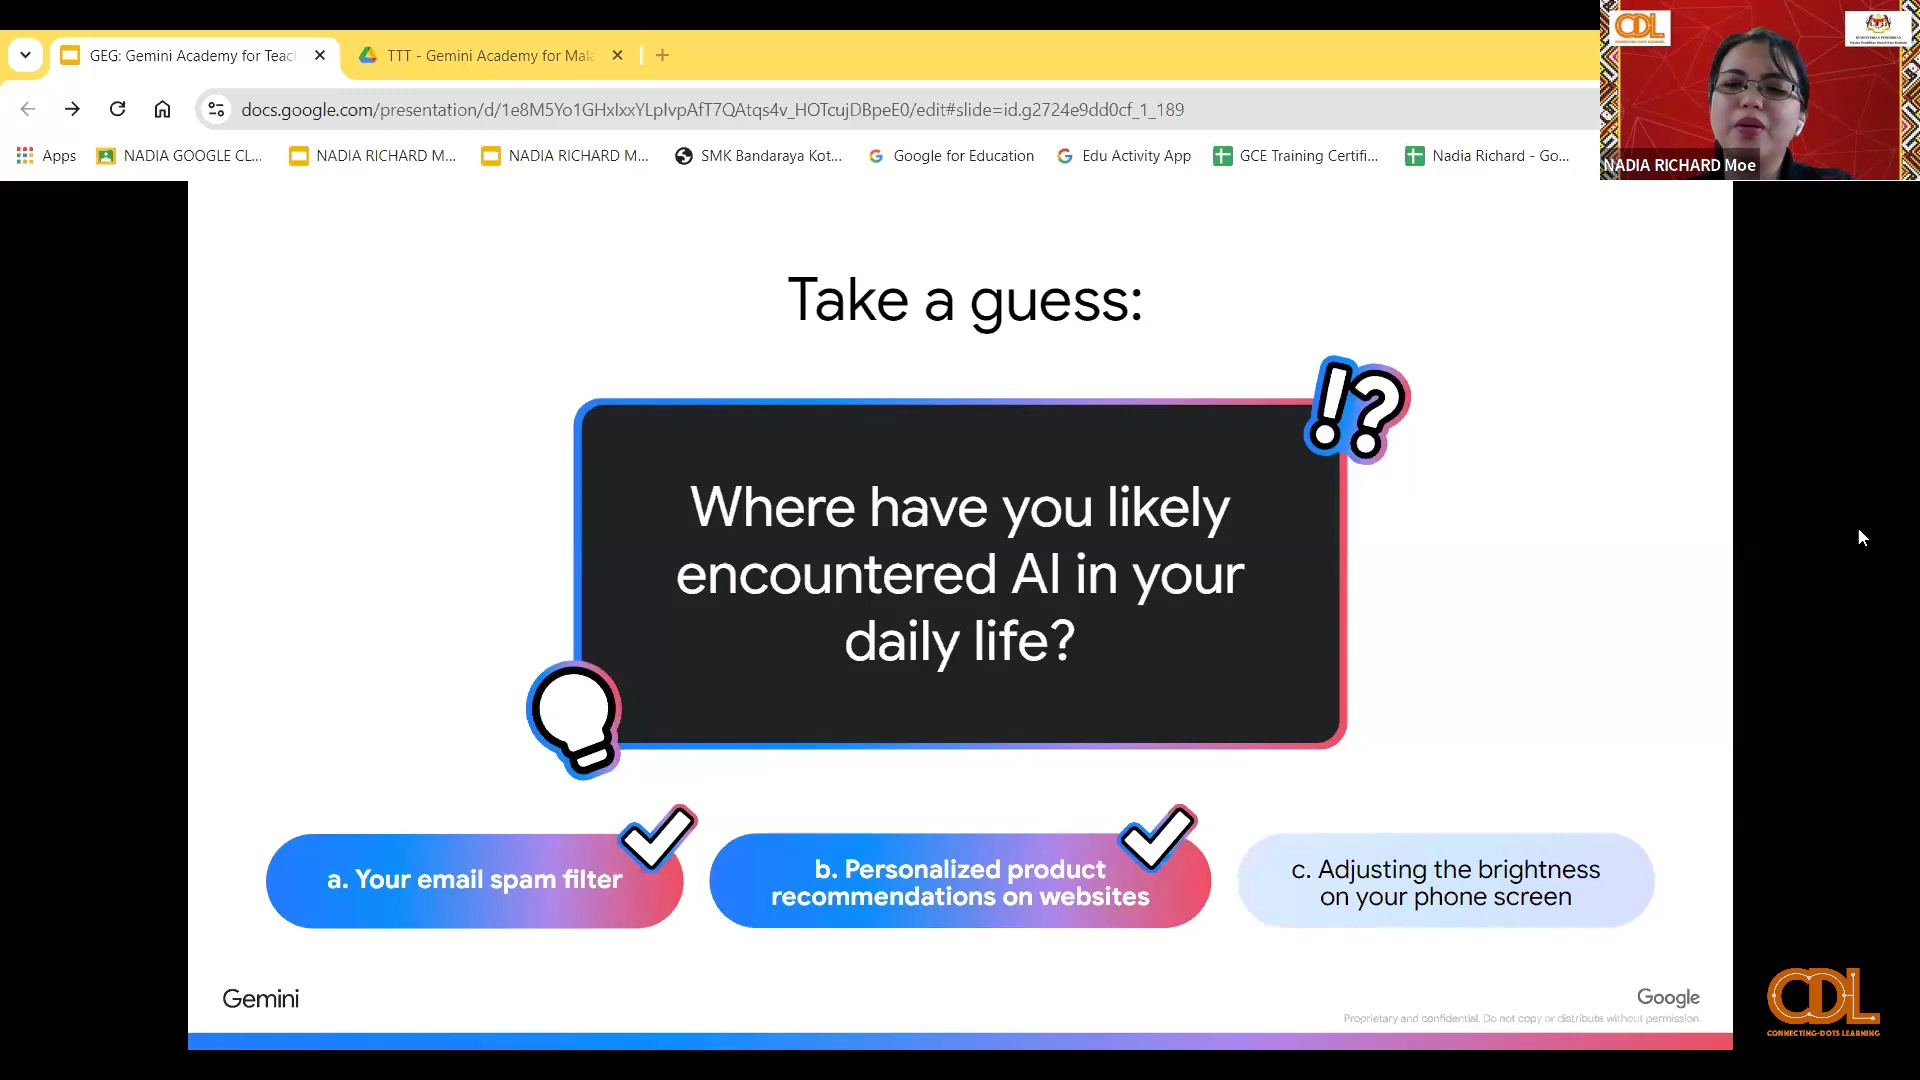 GEG: Gemini Academy for Teac
TTT - Gemini Academy for Mala
docs.google.com/presentation/d/1e8M5Yo1GHxIxxYLpIvpAfT7QAtqs4v_HOTcujDBpeE0/edit#slide=id.g2724e9dd0cf_1_189
Apps
NADIA GOOGLE CL...
NADIA RICHARD M...
NADIA RICHARD M...
SMK Bandaraya Kot...
Google for Education
Edu Activity App
GCE Training Certifi...
Nadia Richard - Go...
CDL
NADIA RICHARD Moe
Take a guess:
!?
Where have you likely
encountered AI in your
daily life?
a. Your email spam filter
b. Personalized product
recommendations on websites
c. Adjusting the brightness
on your phone screen
Gemini
Google
Proprietary and confidential. Do not copy or distribute without permission.
CDL
CONNECTING-DOTS LEARNING